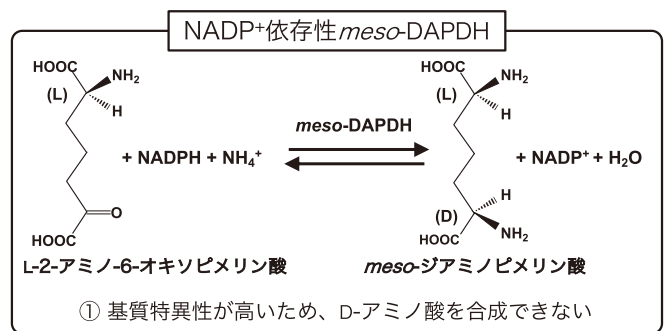 NADP⁺依存性meso-DAPDH
HOOC
NH₂
(L)
H
+ NADPH + NH₄⁺
O
HOOC
L-2-アミノ-6-オキソピメリン酸
meso-DAPDH
HOOC
NH₂
(L)
H
+ NADP⁺ + H₂O
H
(D)
HOOC
NH₂
meso-ジアミノピメリン酸
① 基質特異性が高いため、D-アミノ酸を合成できない